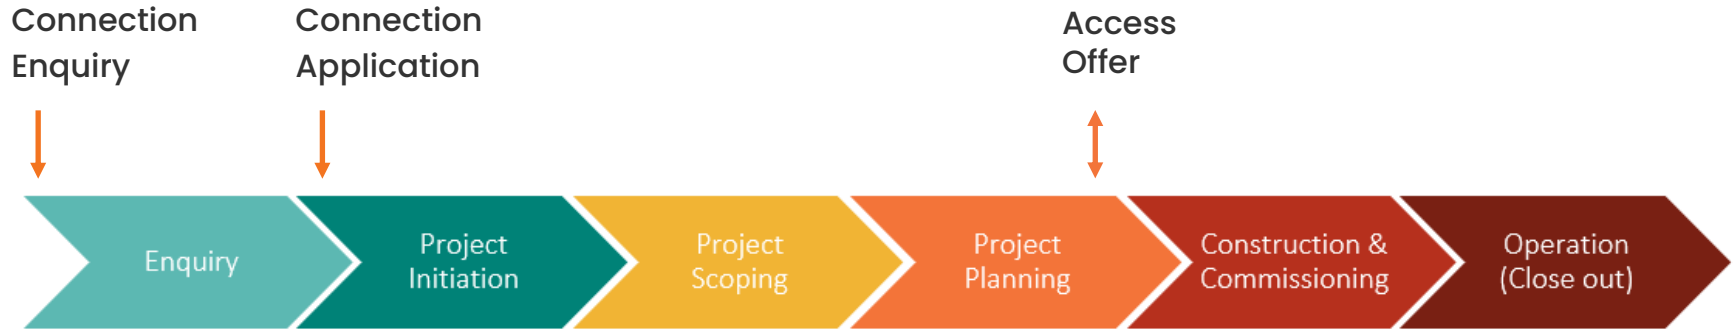 Connection
Enquiry
Connection
Application
Access
Offer
Enquiry
Project
Initiation
Project
Scoping
Project
Planning
Construction &
Commissioning
Operation
(Close out)